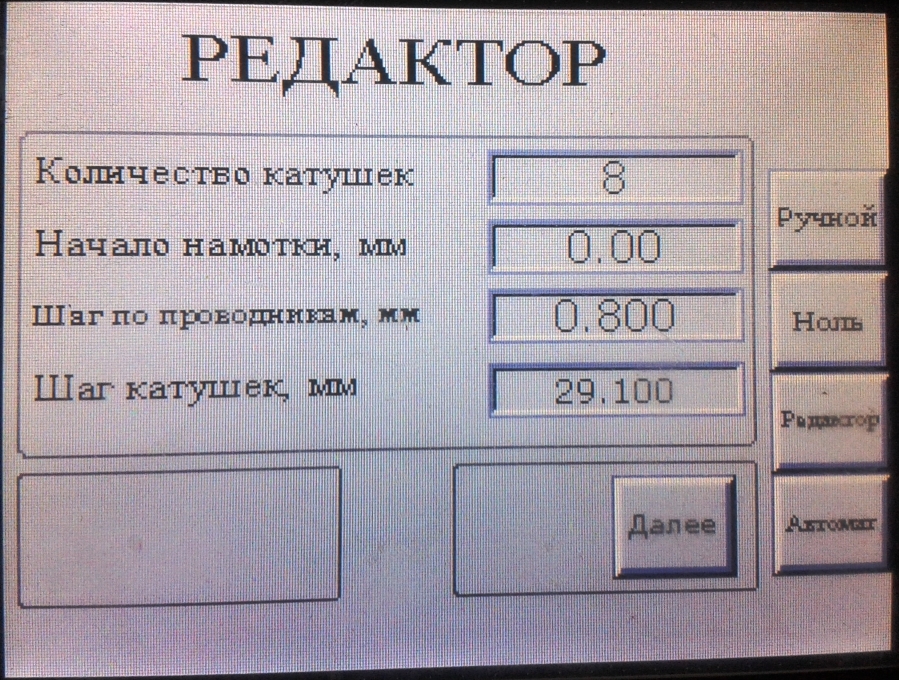 РЕДАКТОР
Количество катушек 8
Начало намотки, мм 0.00
Шаг по проводникам, мм 0.800
Шаг катушек, мм 29.100
Ручной
Ноль
Редактор
Автомат
Далее